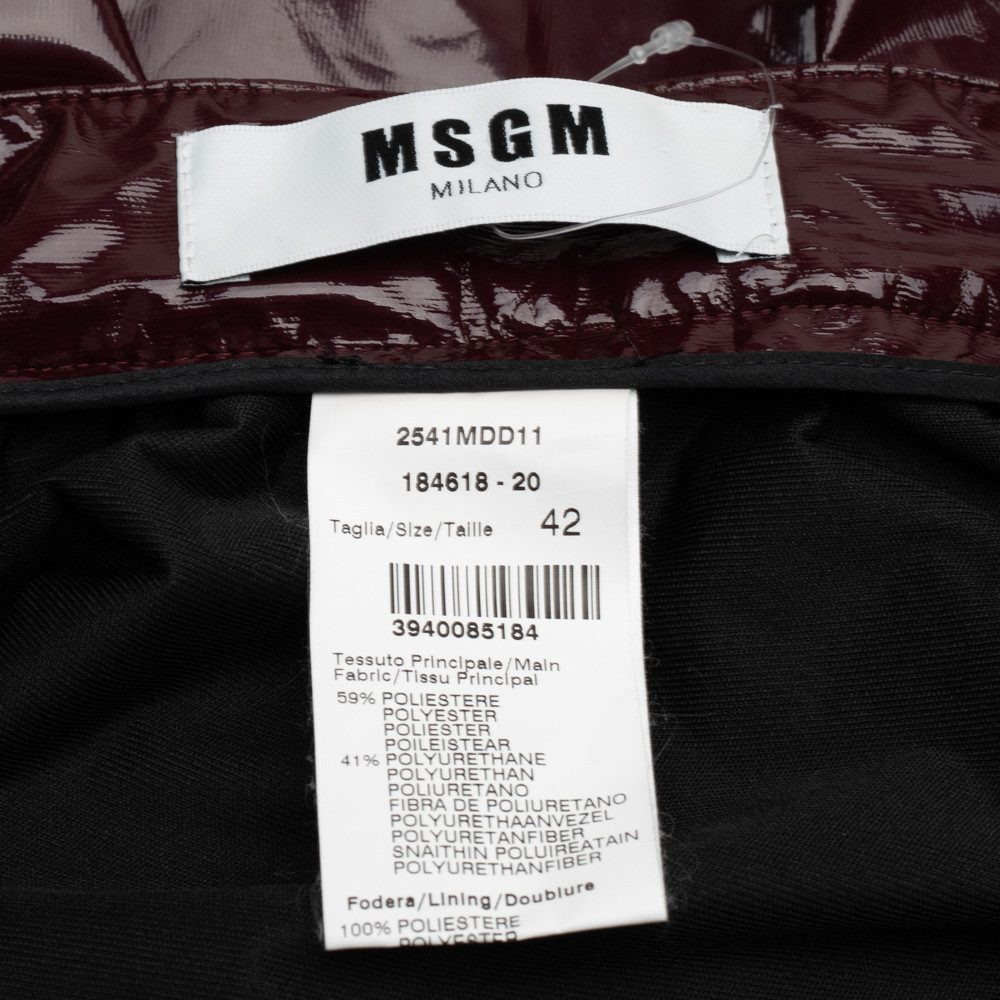 MSGM
MILANO
2541MDD11
184618 - 20
Taglia/Size/Taille 42
3940085184
Tessuto Principale/Main
Fabric/Tissu Principal
59% POLIESTERE
POLYESTER
POLIESTER
POILEISTEAR
41% POLYURETHANE
POLYURETHAN
POLIURETANO
FIBRA DE POLIURETANO
POLYURETHAANVEZEL
POLYURETANFIBER
SNAITHIN POLUIREATAIN
POLYURETHANFIBER
Fodera/Lining/Doublure
100% POLIESTERE
POLYESTER